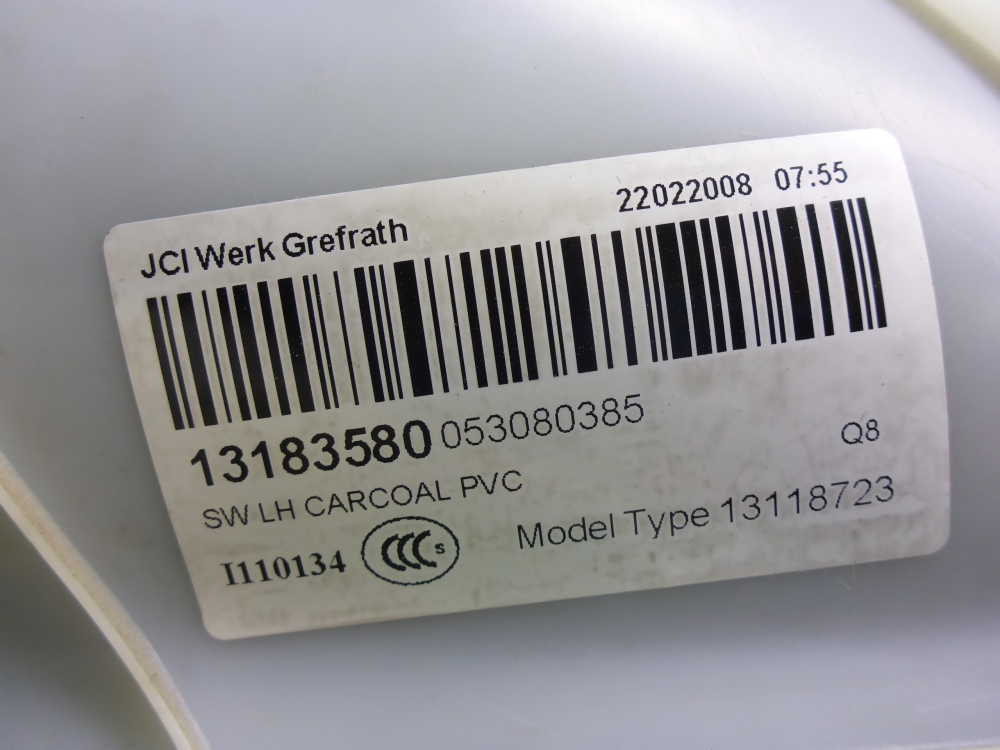 JCI Werk Grefrath 22022008 07:55
13183580 053080385
Q8
SW LH CARCOAL PVC
I110134 CCC S Model Type 13118723